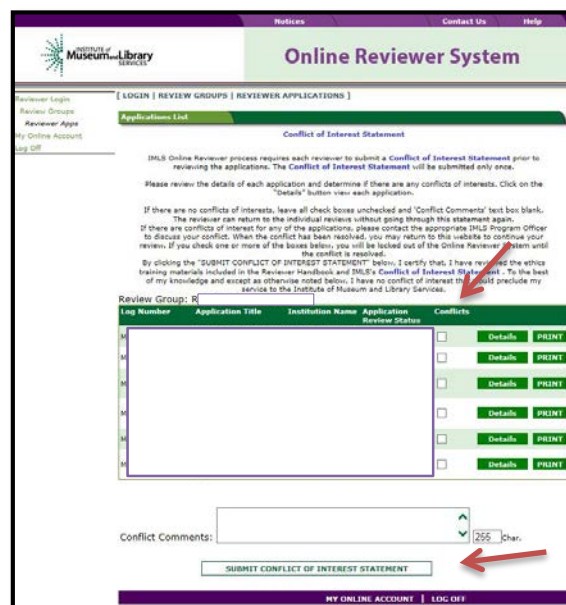 Notices Contact Us Help
INSTITUTE of
Museum and Library
SERVICES
Online Reviewer System
Reviewer Login
Review Groups
Reviewer Apps
My Online Account
Log Off
[ LOGIN | REVIEW GROUPS | REVIEWER APPLICATIONS ]
Applications List
Conflict of Interest Statement
IMLS Online Reviewer process requires each reviewer to submit a Conflict of Interest Statement prior to
reviewing the applications. The Conflict of Interest Statement will be submitted only once.
Please review the details of each application and determine if there are any conflicts of interests. Click on the
"Details" button view each application.
If there are no conflicts of interests, leave all check boxes unchecked and 'Conflict Comments' text box blank.
The reviewer can return to the individual reviews without going through this statement again.
If there are conflicts of interest for any of the applications, please contact the appropriate IMLS Program Officer
to discuss your conflict. When the conflict has been resolved, you may return to this website to continue your
review. If you check one or more of the boxes below, you will be locked out of the Online Reviewer System until
the conflict is resolved.
By clicking the "SUBMIT CONFLICT OF INTEREST STATEMENT" below, I certify that, I have reviewed the ethics
training materials included in the Reviewer Handbook and IMLS's Conflict of Interest Statement. To the best
of my knowledge and except as otherwise noted below, I have no conflict of interest that would preclude my
service to the Institute of Museum and Library Services.
Review Group: R
Log Number Application Title Institution Name Application Review Status Conflicts
M Details PRINT
M Details PRINT
M Details PRINT
M Details PRINT
M Details PRINT
M Details PRINT
Conflict Comments: 255 Char.
SUBMIT CONFLICT OF INTEREST STATEMENT
MY ONLINE ACCOUNT | LOG OFF